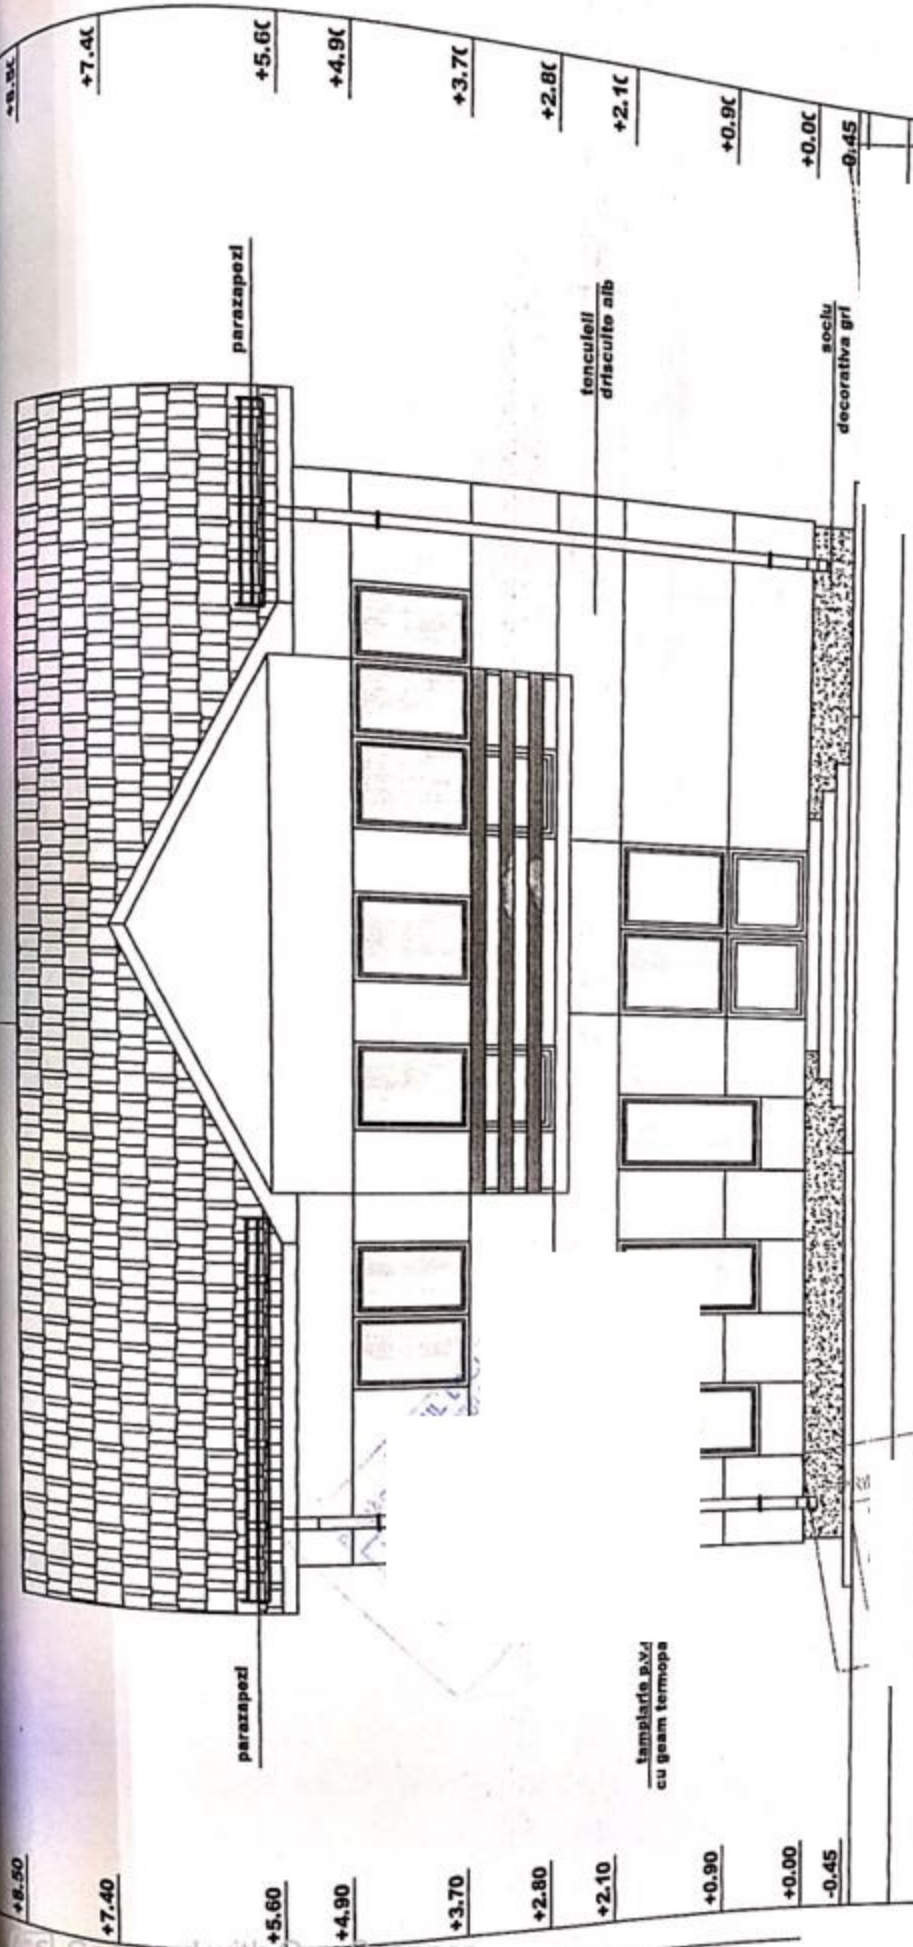 +7.40
+5.60
+4.90
+3.70
+2.80
+2.10
+0.90
+0.00
-0.45
parazapezi
tencuieli
driscuite alb
soclu
decorativa gri
parazapezi
tamplarie p.v.
cu geam termopa
+8.50
+7.40
+5.60
+4.90
+3.70
+2.80
+2.10
+0.90
+0.00
-0.45